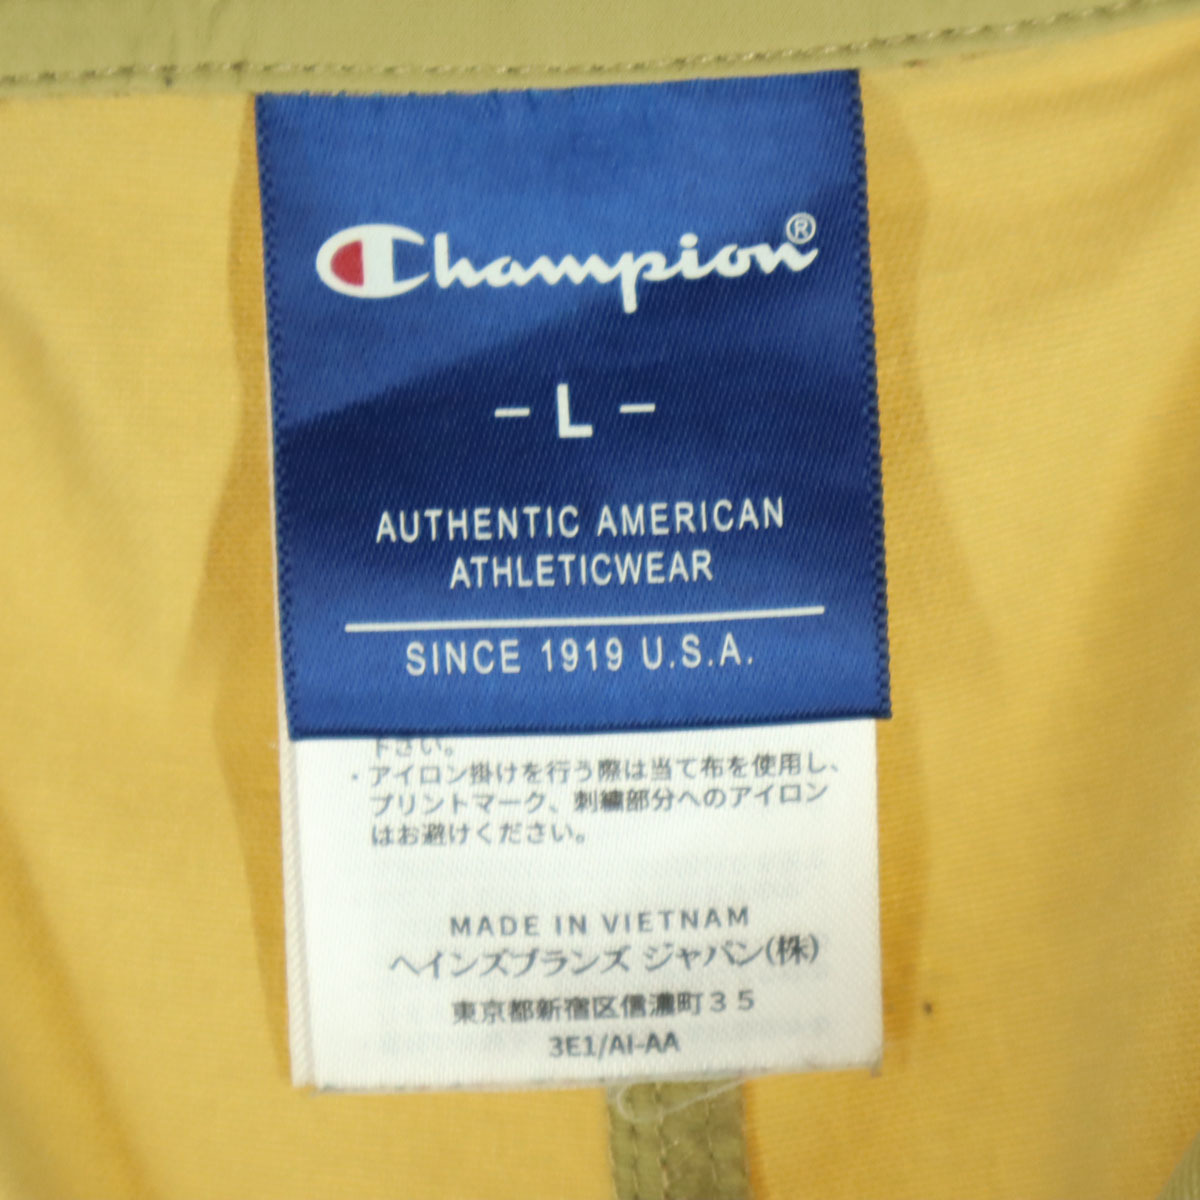 Champion®
- L -
AUTHENTIC AMERICAN
ATHLETICWEAR
SINCE 1919 U.S.A.
下さい。
・アイロン掛けを行う際は当て布を使用し、
プリントマーク、刺繍部分へのアイロン
はお避けください。
MADE IN VIETNAM
ヘインズブランズ ジャパン(株)
東京都新宿区信濃町35
3E1/AI-AA